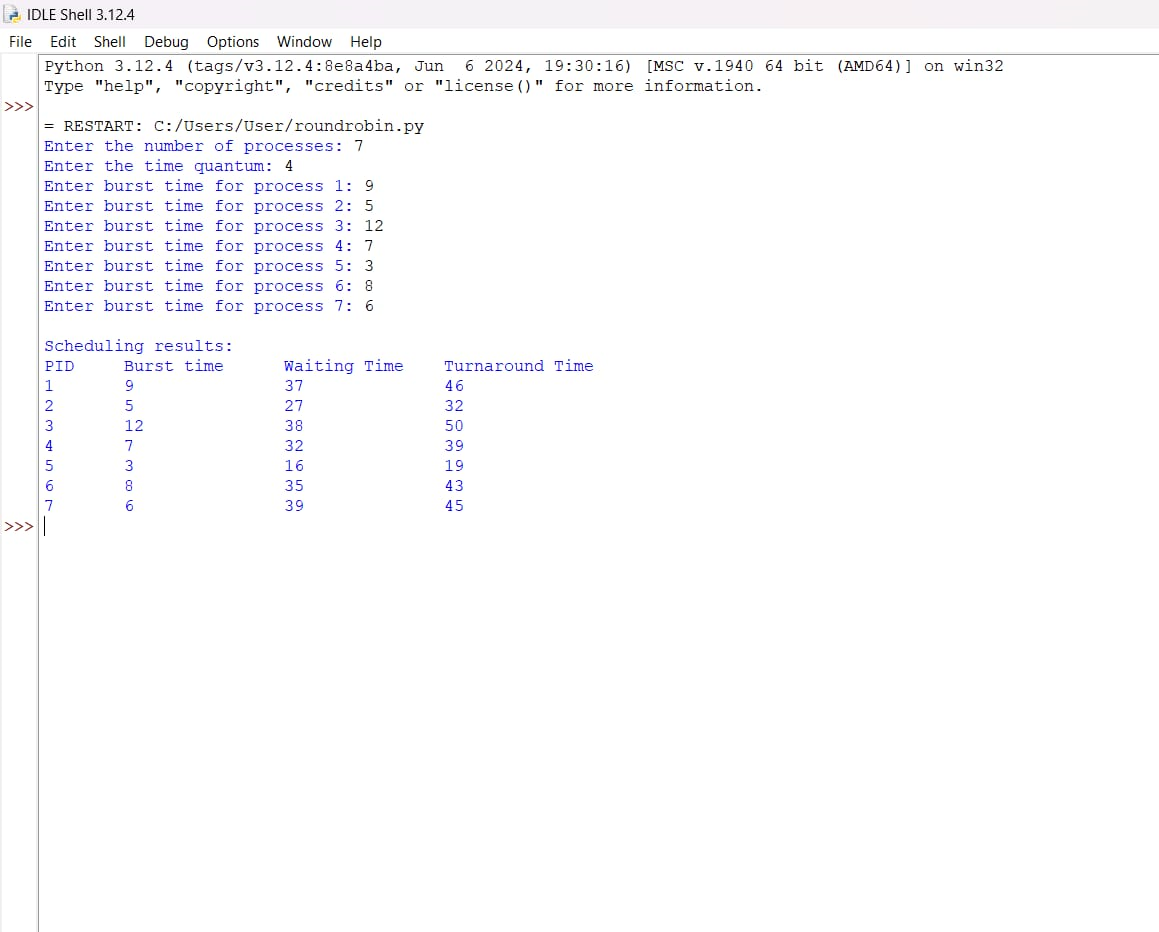 IDLE Shell 3.12.4
File Edit Shell Debug Options Window Help
Python 3.12.4 (tags/v3.12.4:8e8a4ba, Jun  6 2024, 19:30:16) [MSC v.1940 64 bit (AMD64)] on win32
Type "help", "copyright", "credits" or "license()" for more information.
>>>
= RESTART: C:/Users/User/roundrobin.py
Enter the number of processes: 7
Enter the time quantum: 4
Enter burst time for process 1: 9
Enter burst time for process 2: 5
Enter burst time for process 3: 12
Enter burst time for process 4: 7
Enter burst time for process 5: 3
Enter burst time for process 6: 8
Enter burst time for process 7: 6
Scheduling results:
PID Burst time Waiting Time Turnaround Time
1 9 37 46
2 5 27 32
3 12 38 50
4 7 32 39
5 3 16 19
6 8 35 43
7 6 39 45
>>>